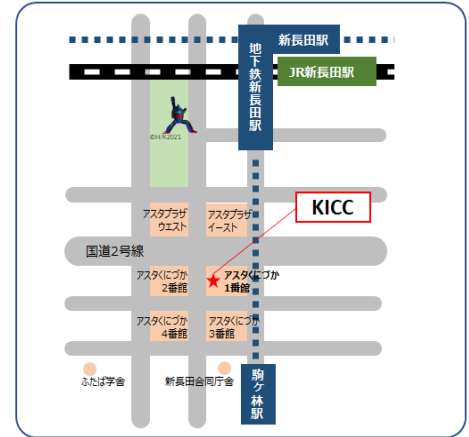 新長田駅
地下鉄新長田駅
JR新長田駅
©H/K2021
KICC
アスタプラザ
ウエスト
アスタプラザ
イースト
国道2号線
アスタくにづか
2番館
アスタくにづか
1番館
アスタくにづか
4番館
アスタくにづか
3番館
ふたば学舎
新長田合同庁舎
駒ケ林駅